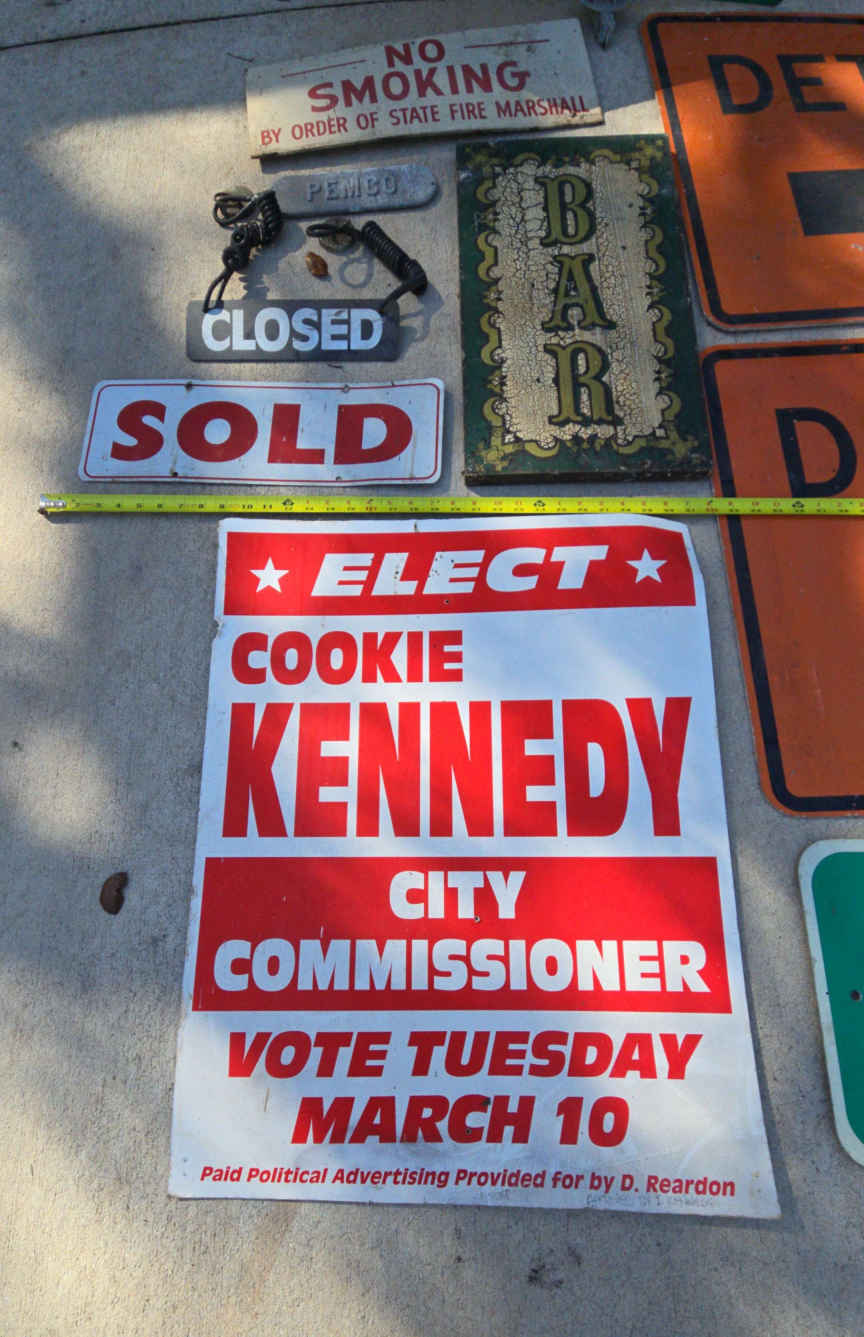 NO
SMOKING
BY ORDER OF STATE FIRE MARSHALL
PEMCO
CLOSED
SOLD
BAR
DET
D
ELECT
COOKIE
KENNEDY
CITY
COMMISSIONER
VOTE TUESDAY
MARCH 10
Paid Political Advertising Provided for by D. Reardon